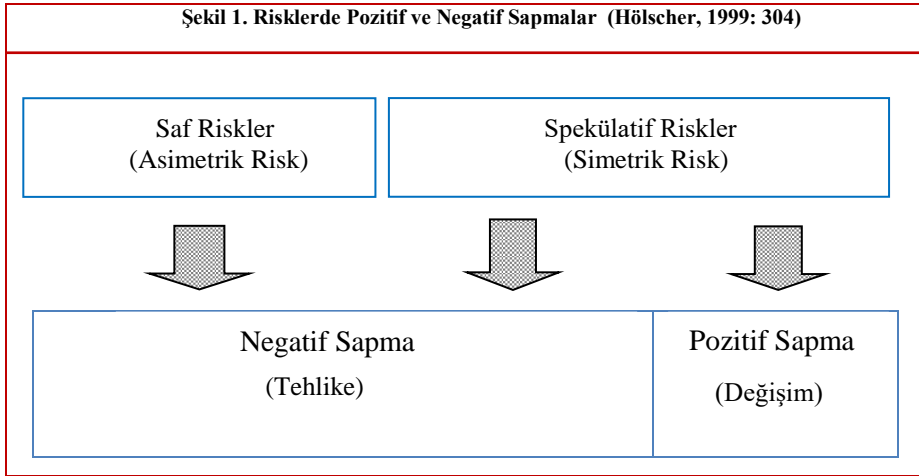 Şekil 1. Risklerde Pozitif ve Negatif Sapmalar (Hölscher, 1999: 304)
Saf Riskler
(Asimetrik Risk)
Spekülatif Riskler
(Simetrik Risk)
Negatif Sapma
(Tehlike)
Pozitif Sapma
(Değişim)